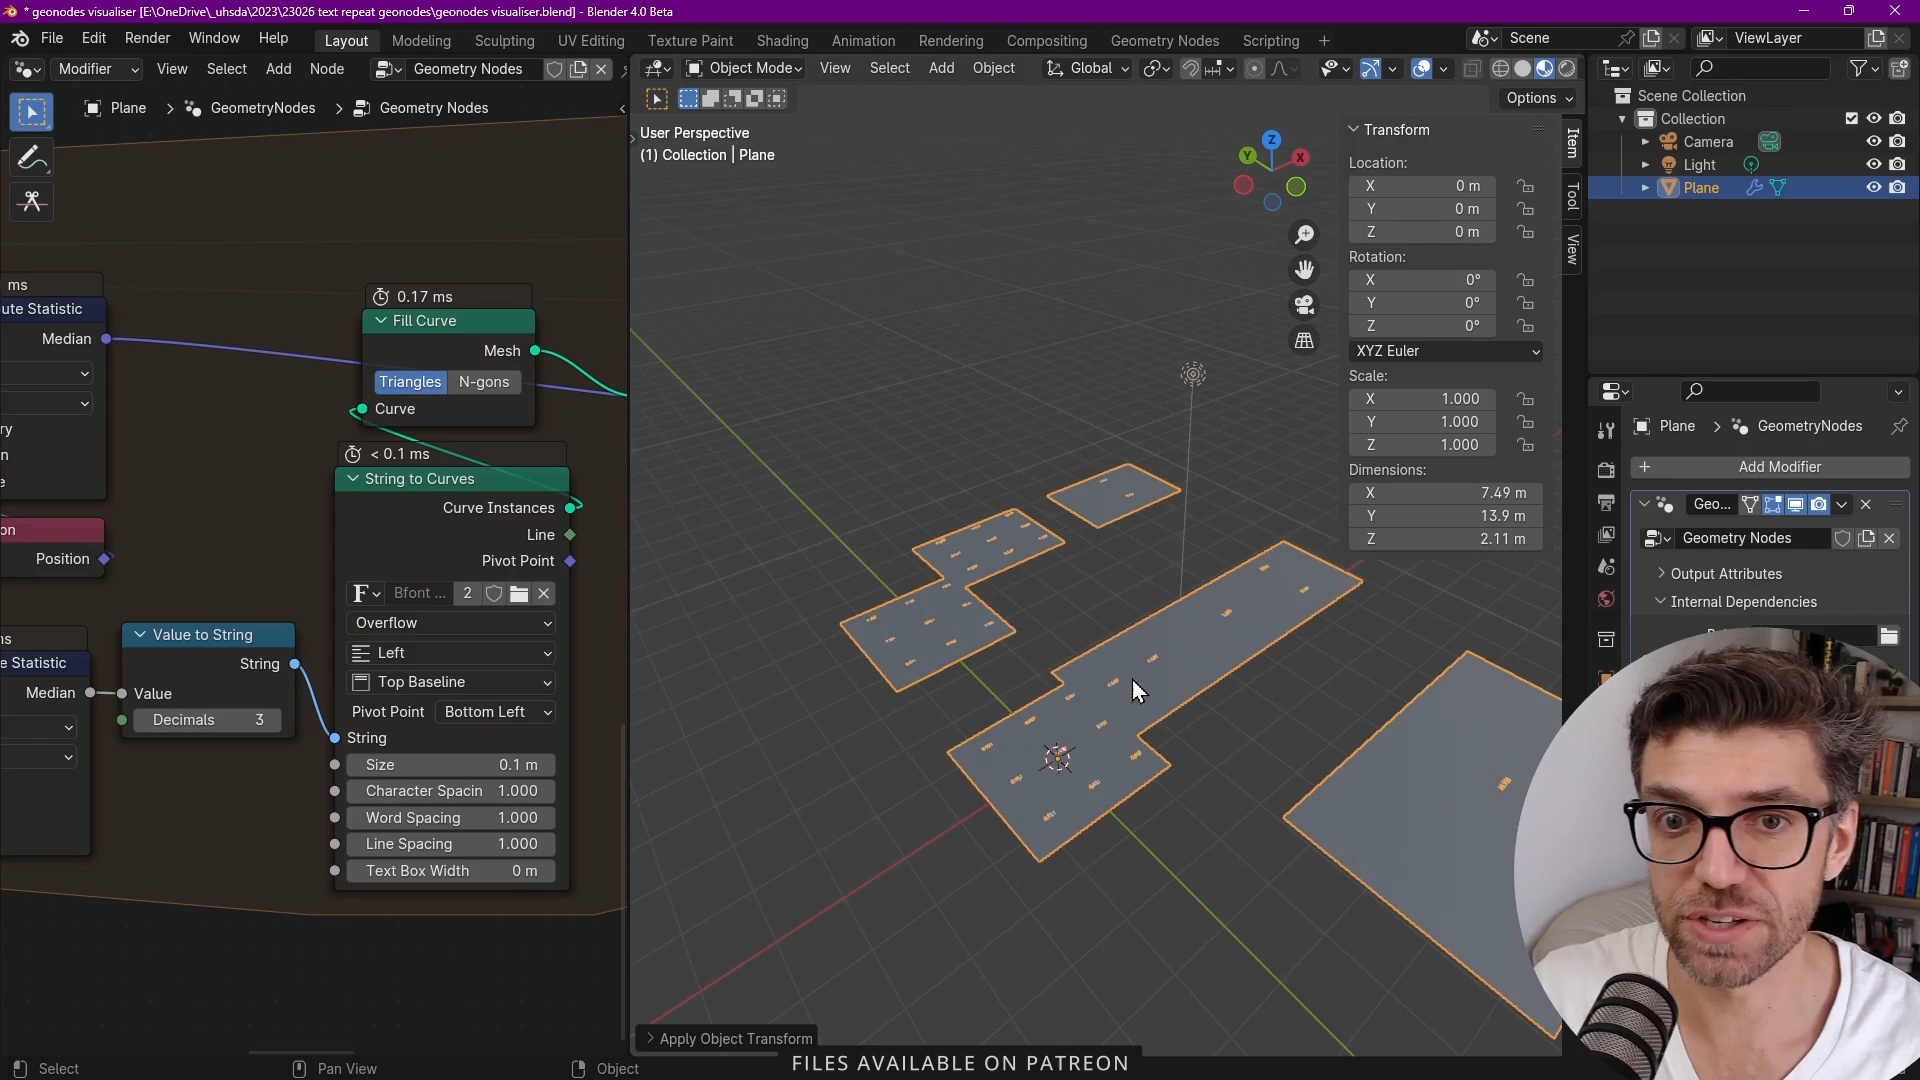 * geonodes visualiser [E:\OneDrive\_uhsda\2023\23026 text repeat geonodes\geonodes visualiser.blend] - Blender 4.0 Beta
File Edit Render Window Help Layout Modeling Sculpting UV Editing Texture Paint Shading Animation Rendering Compositing Geometry Nodes Scripting + Scene ViewLayer
Modifier View Select Add Node Geometry Nodes
Object Mode View Select Add Object Global
Plane > GeometryNodes > Geometry Nodes
Options
User Perspective
(1) Collection | Plane
Z
Y
X
ms
ute Statistic
Median
ry
n
e
on
Position
0.17 ms
Fill Curve
Mesh
Triangles N-gons
Curve
< 0.1 ms
String to Curves
Curve Instances
Line
Pivot Point
F Bfont ... 2
Overflow
Left
Top Baseline
Pivot Point Bottom Left
String
Size 0.1 m
Character Spacin 1.000
Word Spacing 1.000
Line Spacing 1.000
Text Box Width 0 m
ns
e Statistic
Median
Value to String
String
Value
Decimals 3
Transform
Location:
X 0 m
Y 0 m
Z 0 m
Rotation:
X 0°
Y 0°
Z 0°
XYZ Euler
Scale:
X 1.000
Y 1.000
Z 1.000
Dimensions:
X 7.49 m
Y 13.9 m
Z 2.11 m
Item
Tool
View
Scene Collection
Collection
Camera
Light
Plane
Plane > GeometryNodes
+ Add Modifier
Geo...
Geometry Nodes
Output Attributes
Internal Dependencies
Apply Object Transform
FILES AVAILABLE ON PATREON
Select Pan View Object